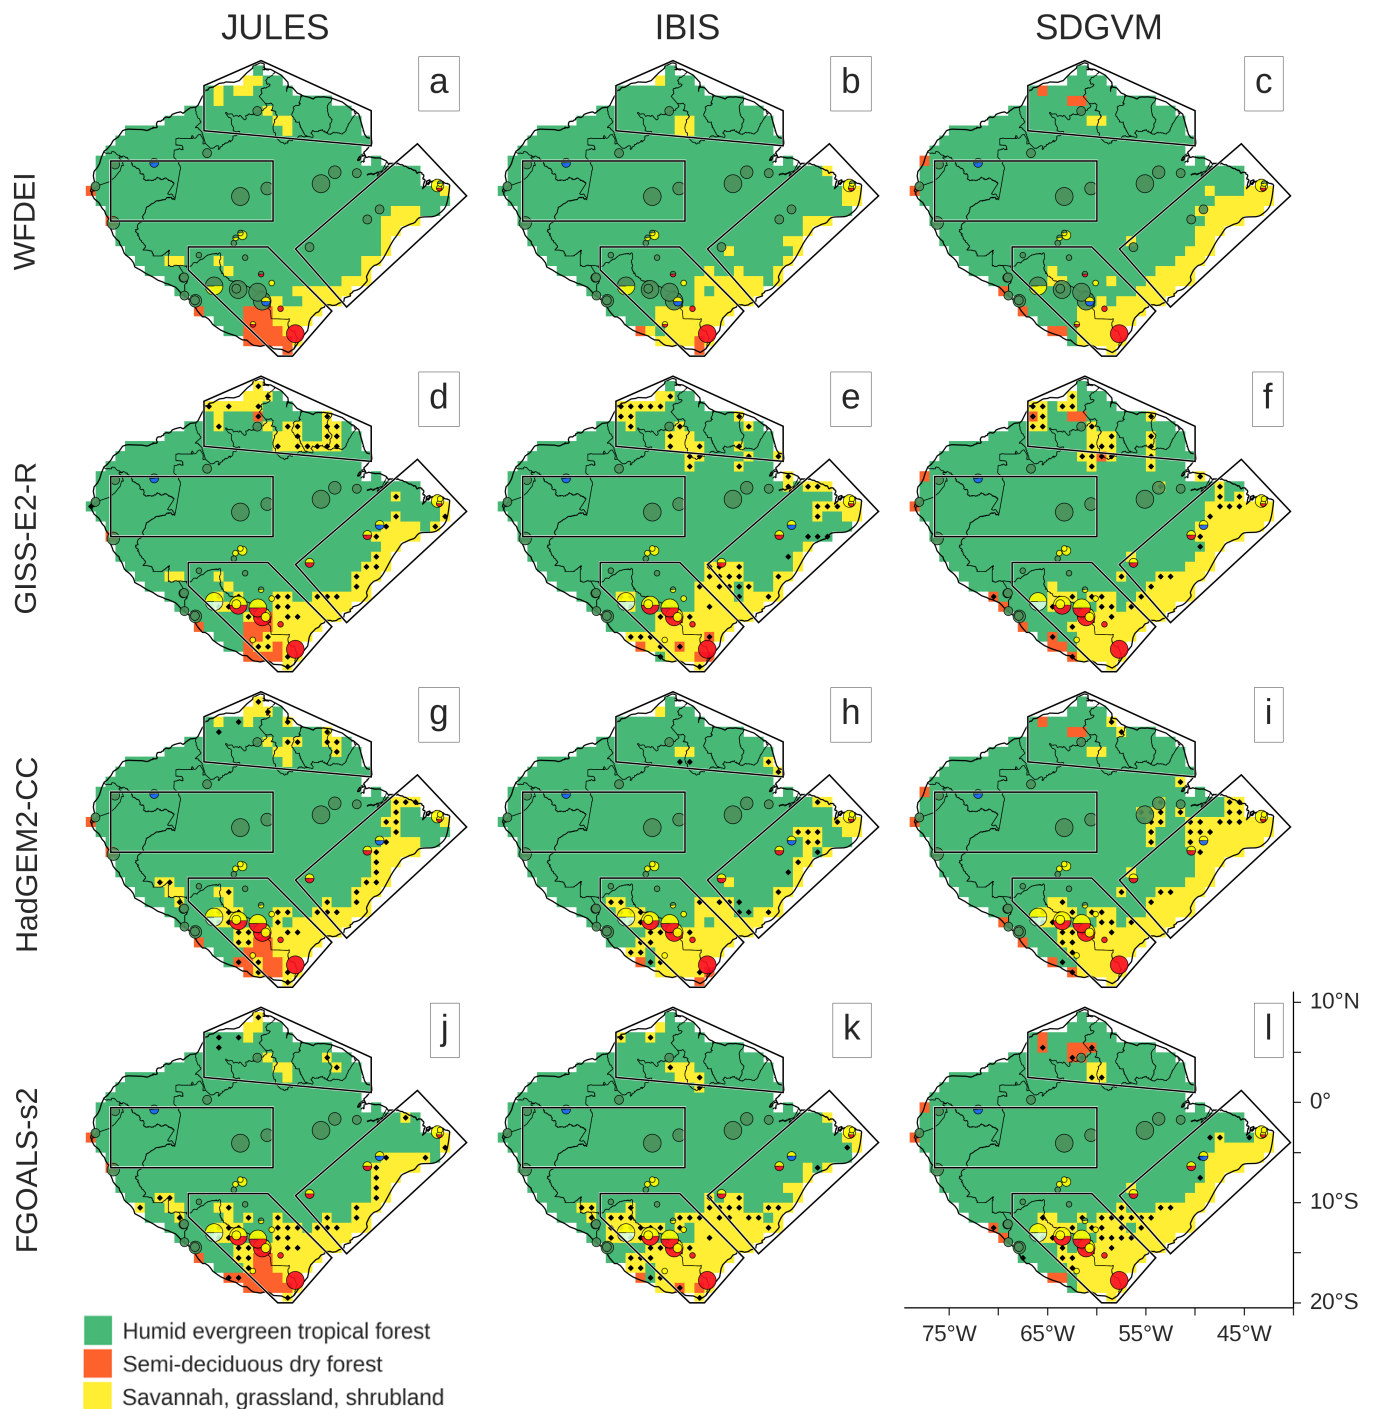 JULES IBIS SDGVM
WFDEI a b c
GISS-E2-R d e f
HadGEM2-CC g h i
FGOALS-s2 j k l
10°N
0°
10°S
20°S
75°W 65°W 55°W 45°W
Humid evergreen tropical forest
Semi-deciduous dry forest
Savannah, grassland, shrubland